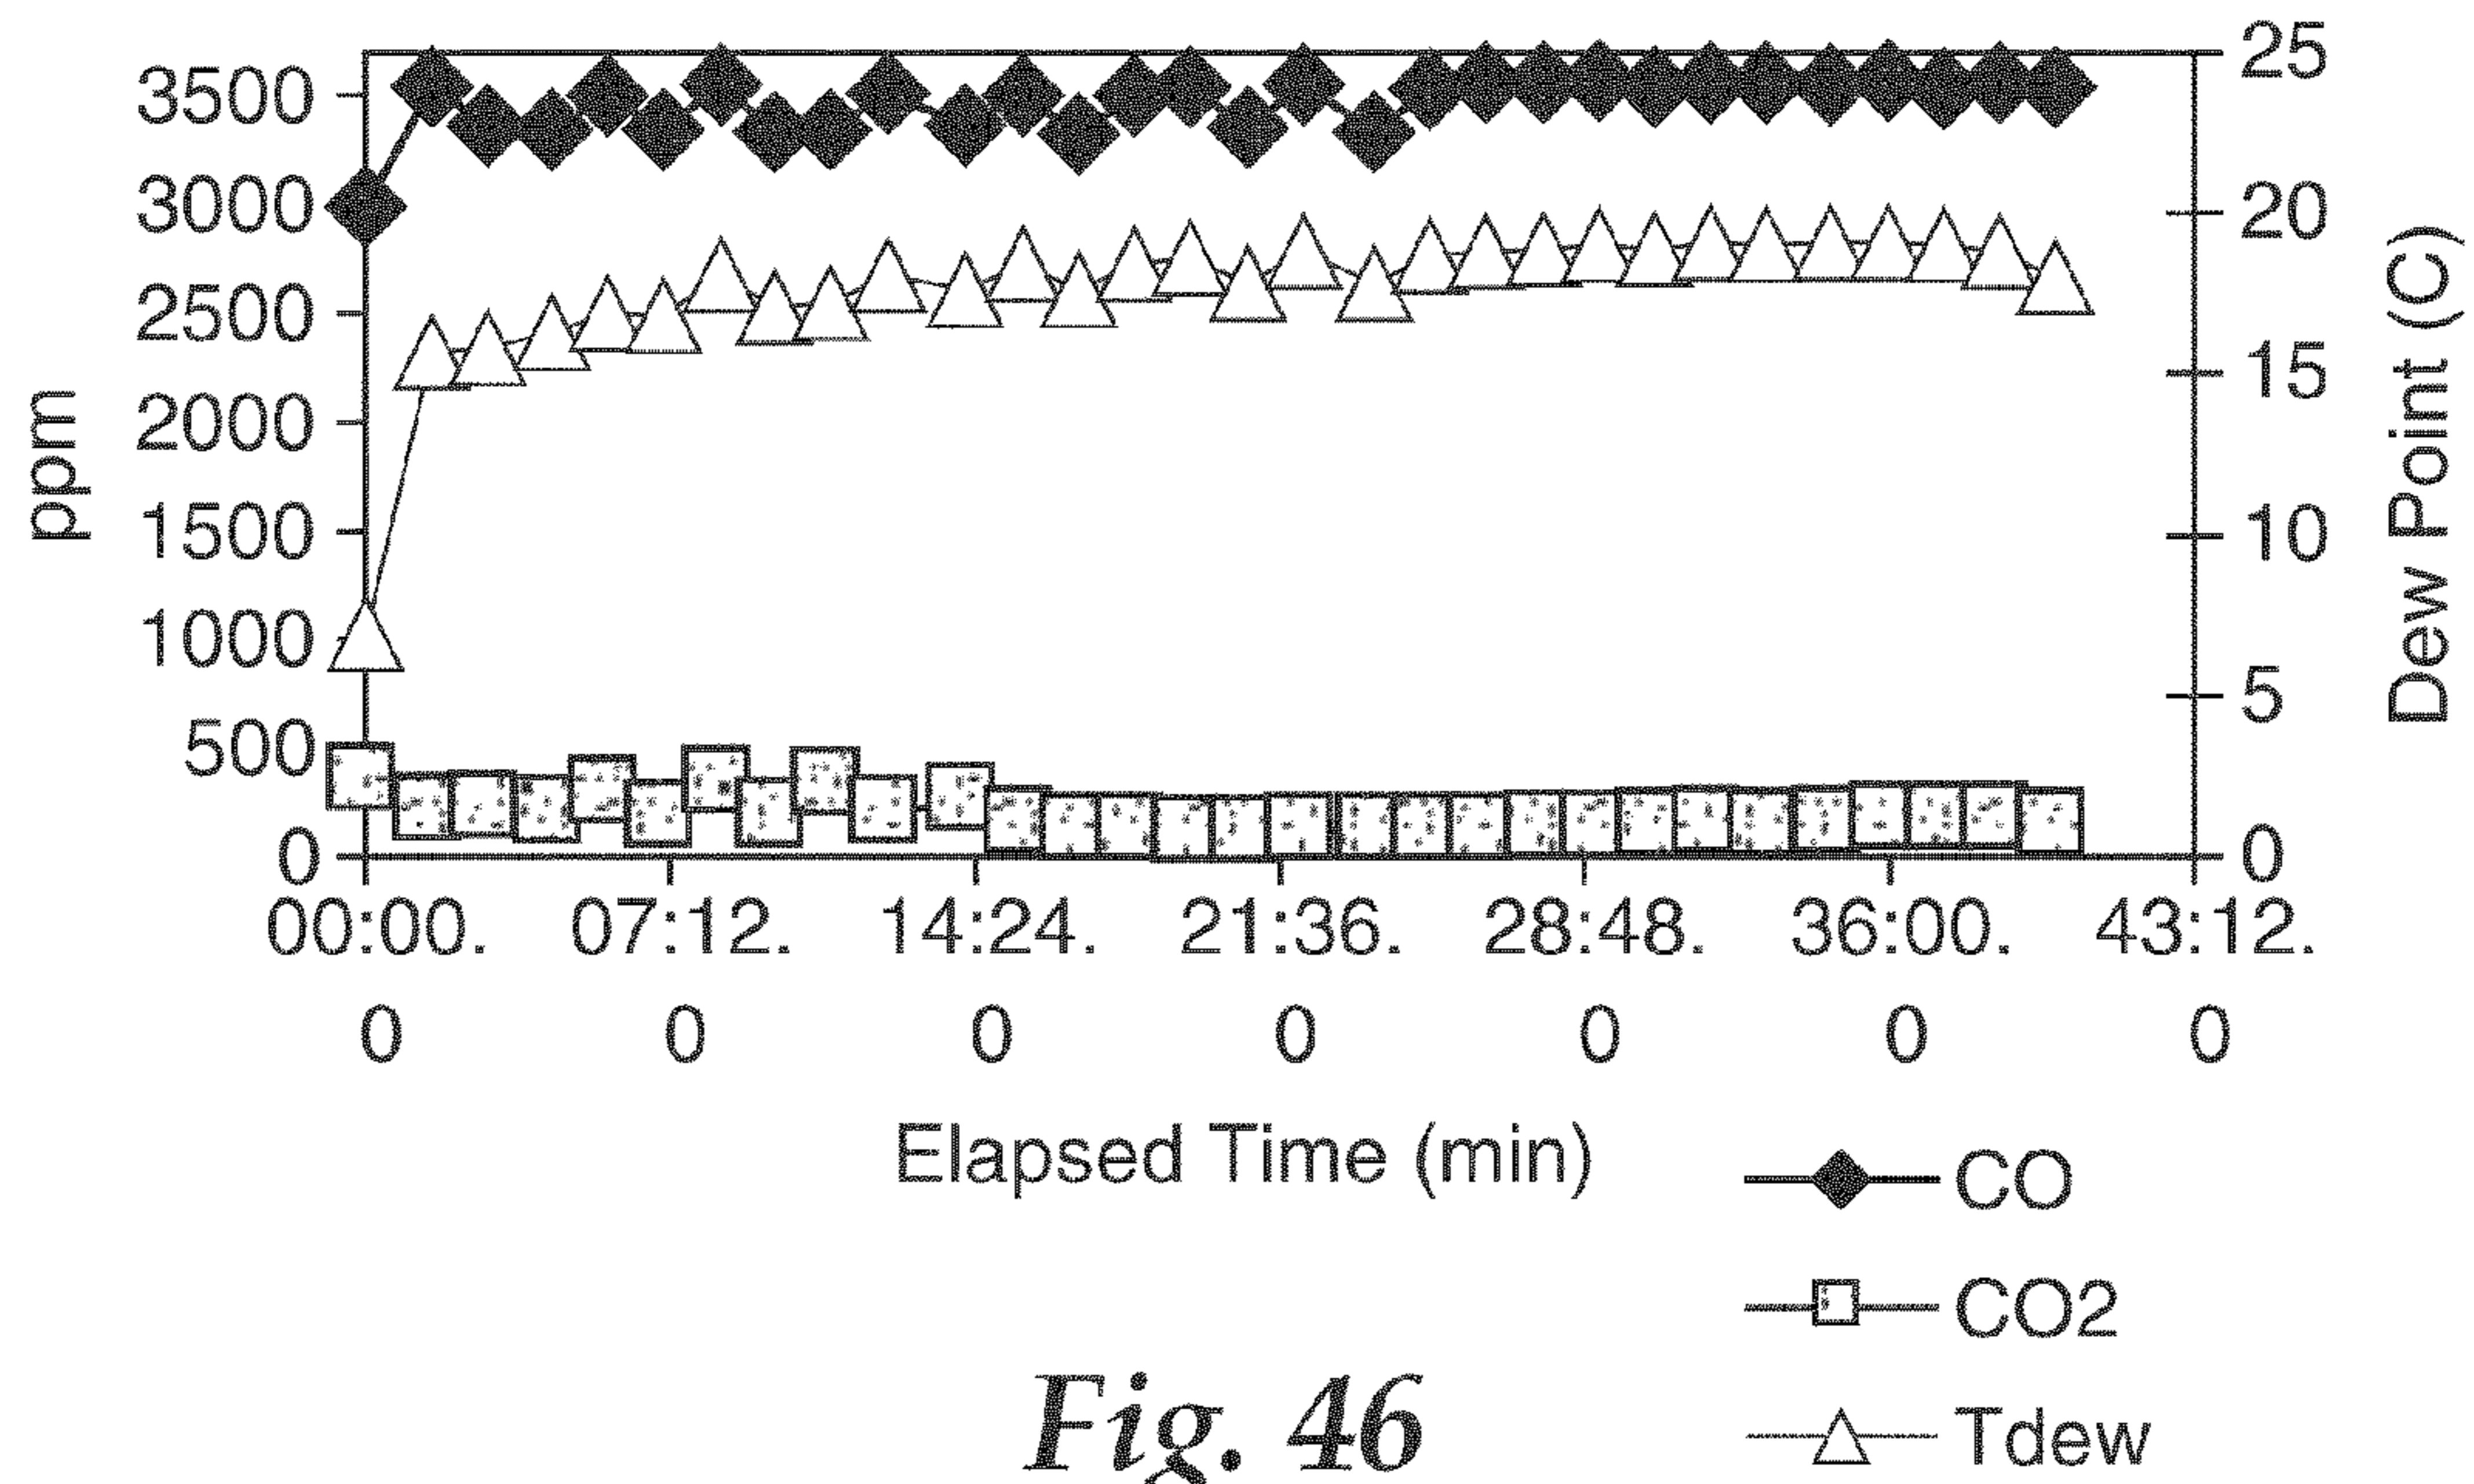 3500
3000
2500
2000
1500
1000
500
0
ppm
25
20
15
10
5
0
Dew Point (C)
00:00. 07:12. 14:24. 21:36. 28:48. 36:00. 43:12.
0 0 0 0 0 0 0
Elapsed Time (min)
CO
CO2
Tdew
Fig. 46